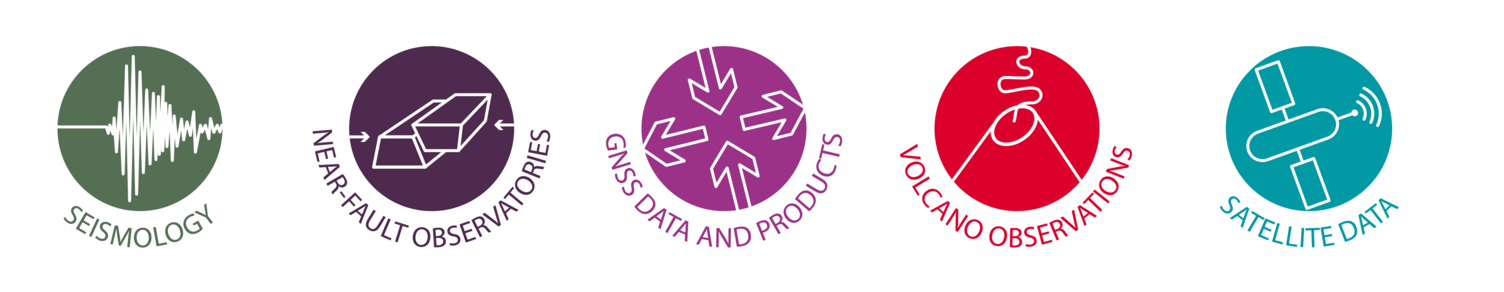 SEISMOLOGY
NEAR-FAULT OBSERVATORIES
GNSS DATA AND PRODUCTS
VOLCANO OBSERVATIONS
SATELLITE DATA